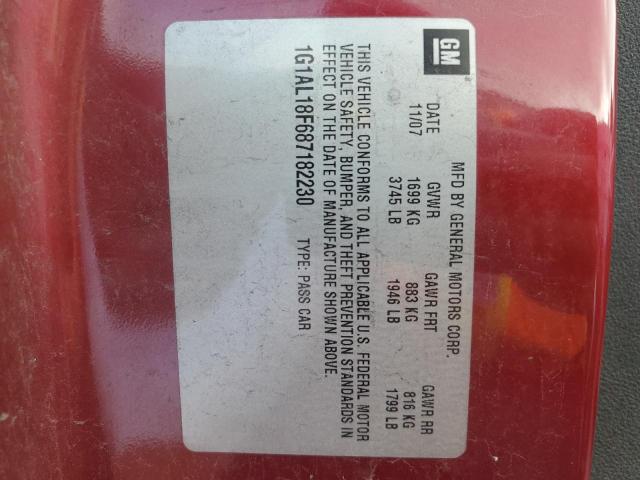 GM
MFD BY GENERAL MOTORS CORP.
DATE GVWR GAWR FRT GAWR RR
11/07 1699 KG 883 KG 816 KG
3745 LB 1946 LB 1799 LB
THIS VEHICLE CONFORMS TO ALL APPLICABLE U.S. FEDERAL MOTOR
VEHICLE SAFETY, BUMPER, AND THEFT PREVENTION STANDARDS IN
EFFECT ON THE DATE OF MANUFACTURE SHOWN ABOVE.
1G1AL18F687182230 TYPE: PASS CAR